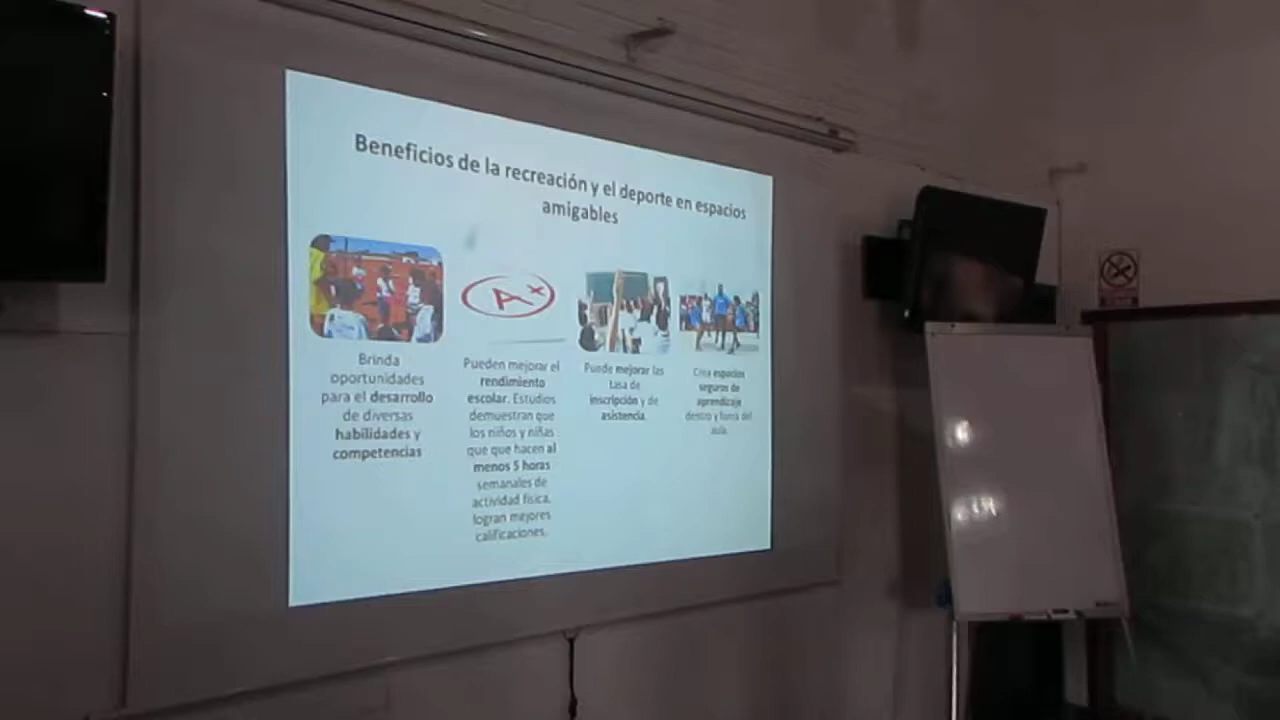 Beneficios de la recreación y el deporte en espacios
amigables
A+
Brinda
oportunidades
para el desarrollo
de diversas
habilidades y
competencias
Pueden mejorar el
rendimiento
escolar. Estudios
demuestran que
los niños y niñas
que que hacen al
menos 5 horas
semanales de
actividad física,
logran mejores
calificaciones.
Puede mejorar las
tasa de
inscripción y de
asistencia.
Crea espacios
seguros de
aprendizaje
dentro y fuera del
aula.